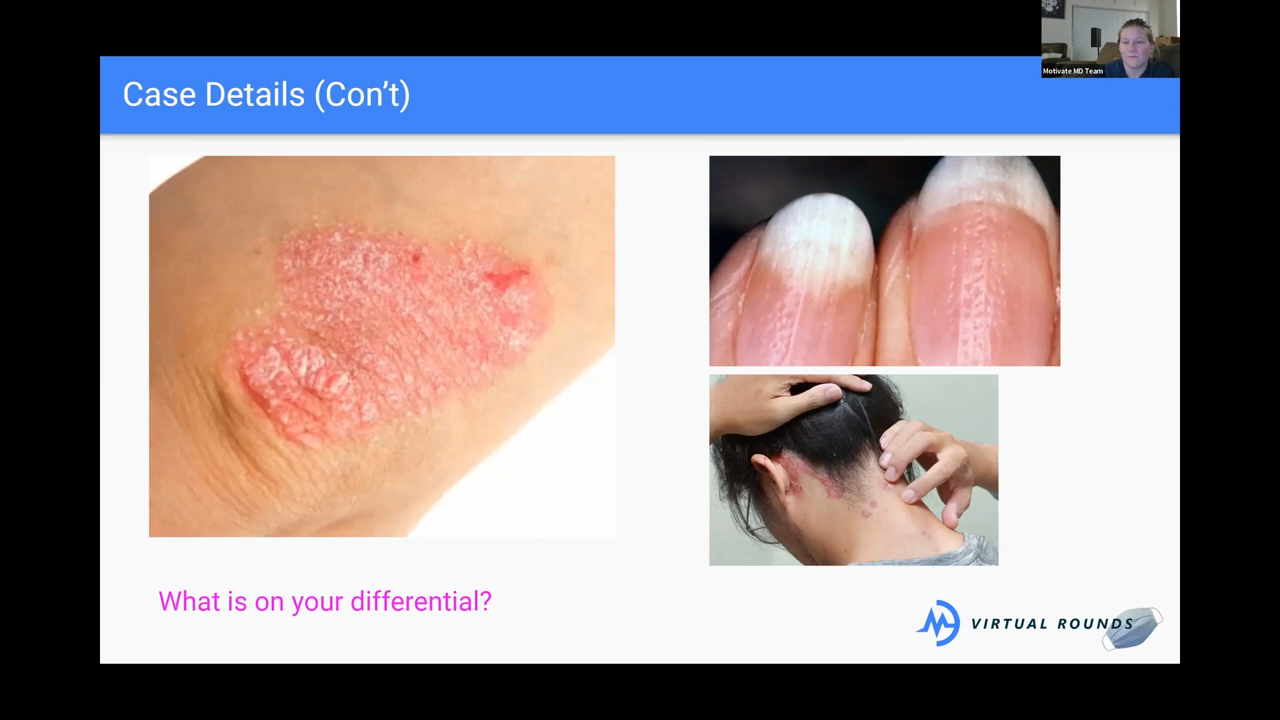 Motivate MD Team
Case Details (Con't)
What is on your differential?
VIRTUAL ROUNDS